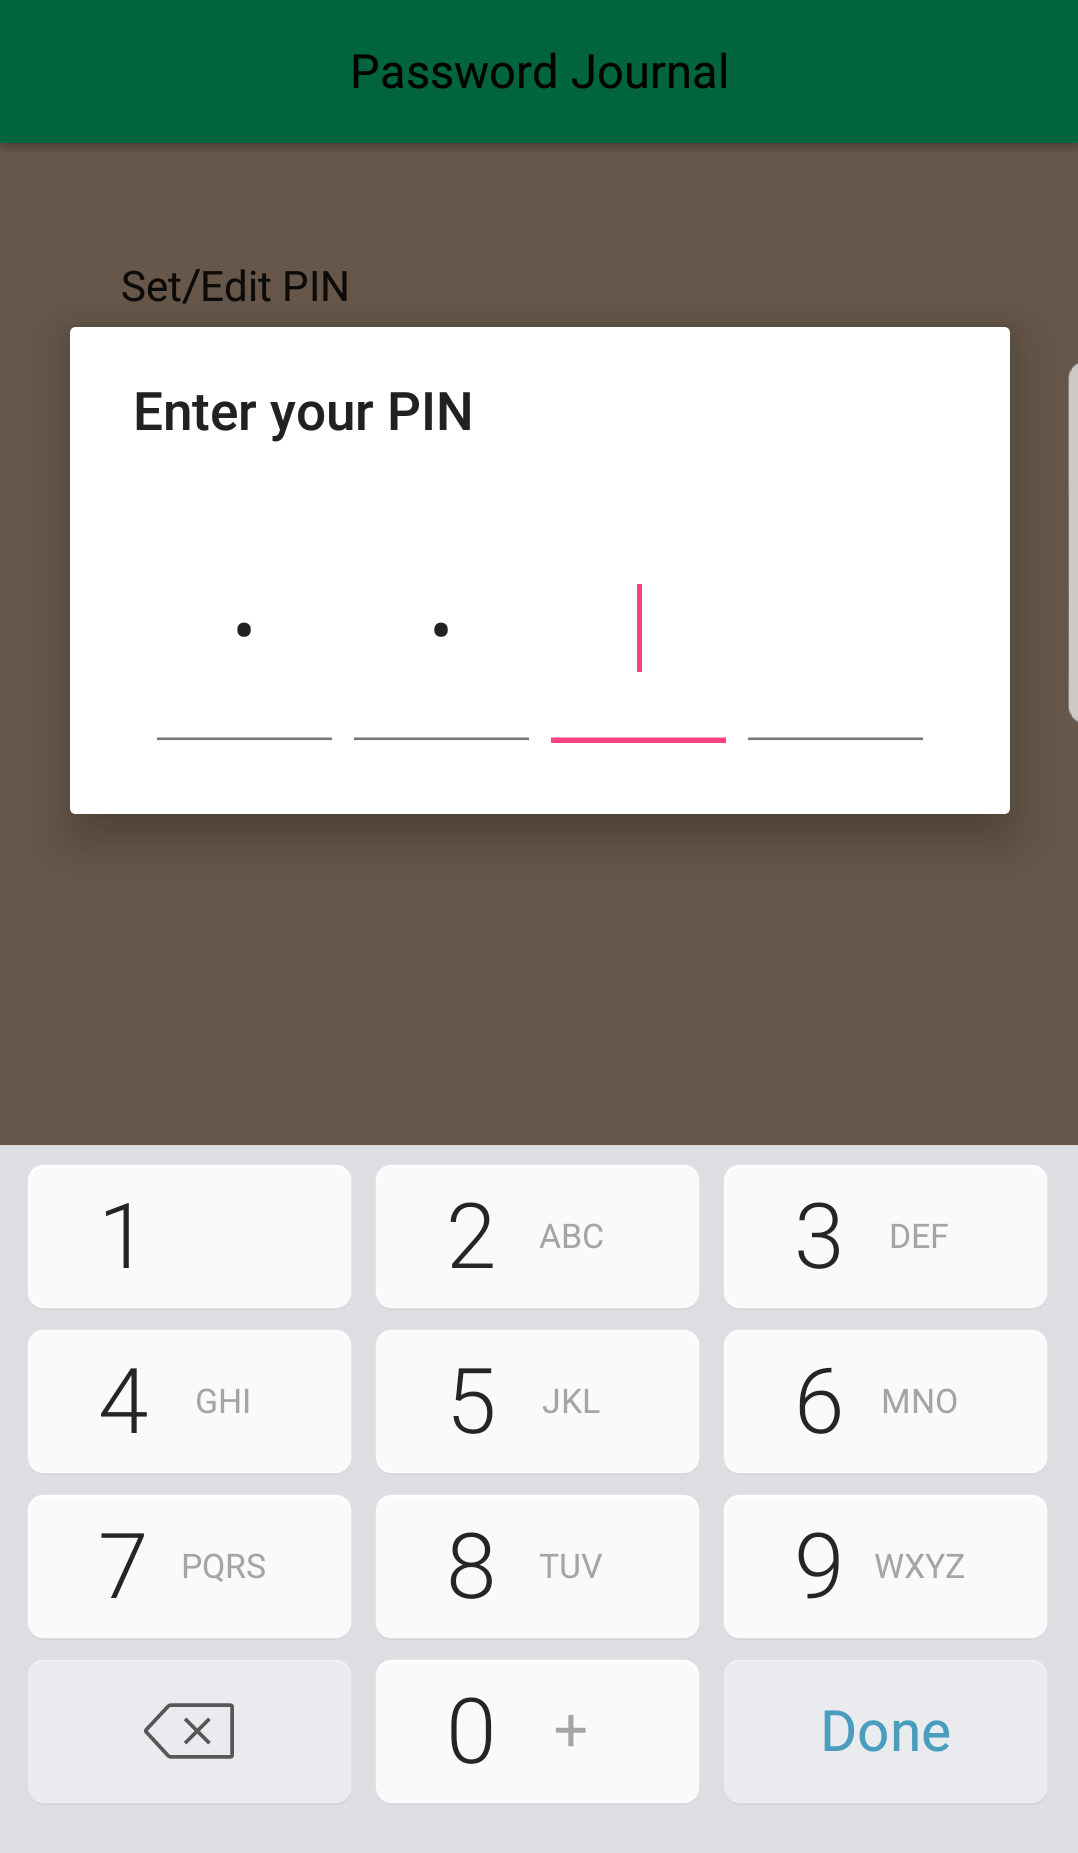 Password Journal
Set/Edit PIN
Enter your PIN
1
2 ABC
3 DEF
4 GHI
5 JKL
6 MNO
7 PQRS
8 TUV
9 WXYZ
0 +
Done